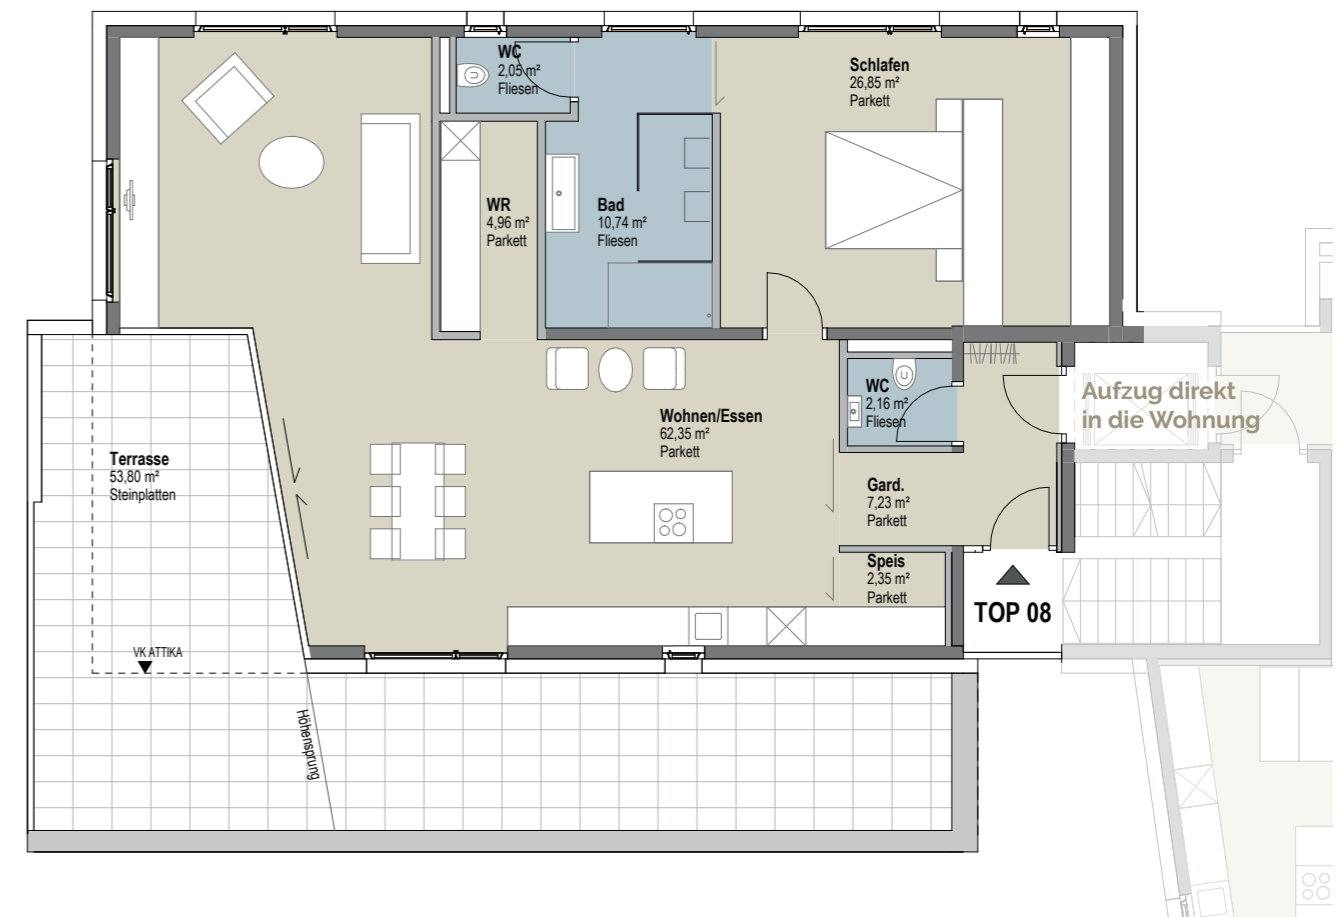 WC
2,05 m²
Fliesen
Schlafen
26,85 m²
Parkett
WR
4,96 m²
Parkett
Bad
10,74 m²
Fliesen
WC
2,16 m²
Fliesen
Aufzug direkt
in die Wohnung
Wohnen/Essen
62,35 m²
Parkett
Terrasse
53,80 m²
Steinplatten
Gard.
7,23 m²
Parkett
Speis
2,35 m²
Parkett
TOP 08
VK ATTIKA
Höhensprung